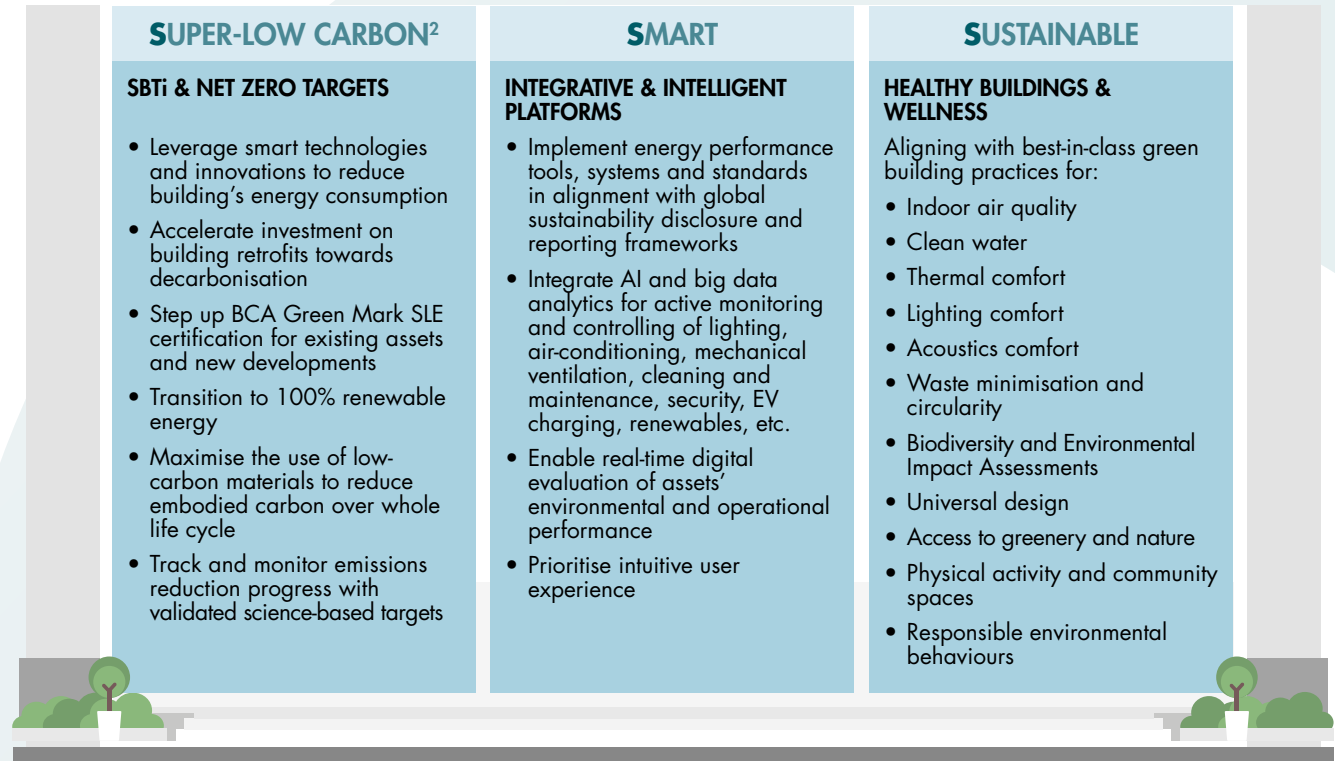 SUPER-LOW CARBON²
SBTi & NET ZERO TARGETS
• Leverage smart technologies
and innovations to reduce
building's energy consumption
• Accelerate investment on
building retrofits towards
decarbonisation
• Step up BCA Green Mark SLE
certification for existing assets
and new developments
• Transition to 100% renewable
energy
• Maximise the use of low-
carbon materials to reduce
embodied carbon over whole
life cycle
• Track and monitor emissions
reduction progress with
validated science-based targets
SMART
INTEGRATIVE & INTELLIGENT
PLATFORMS
• Implement energy performance
tools, systems and standards
in alignment with global
sustainability disclosure and
reporting frameworks
• Integrate AI and big data
analytics for active monitoring
and controlling of lighting,
air-conditioning, mechanical
ventilation, cleaning and
maintenance, security, EV
charging, renewables, etc.
• Enable real-time digital
evaluation of assets'
environmental and operational
performance
• Prioritise intuitive user
experience
SUSTAINABLE
HEALTHY BUILDINGS &
WELLNESS
Aligning with best-in-class green
building practices for:
• Indoor air quality
• Clean water
• Thermal comfort
• Lighting comfort
• Acoustics comfort
• Waste minimisation and
circularity
• Biodiversity and Environmental
Impact Assessments
• Universal design
• Access to greenery and nature
• Physical activity and community
spaces
• Responsible environmental
behaviours